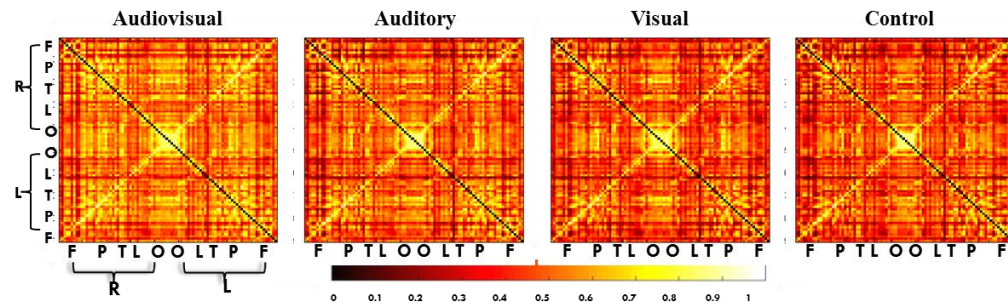 Audiovisual Auditory Visual Control
F
P
T
R
L
O
O
L
L
T
P
F
F P T L O O L T P F F P T L O O L T P F F P T L O O L T P F F P T L O O L T P F
R L
0 0.1 0.2 0.3 0.4 0.5 0.6 0.7 0.8 0.9 1